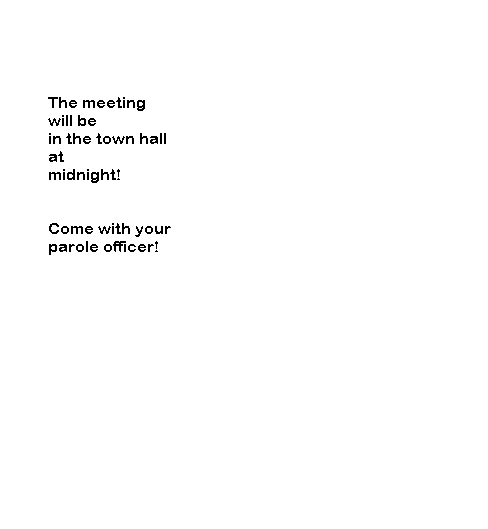 The meeting
will be
in the town hall
at
midnight!
Come with your
parole officer!